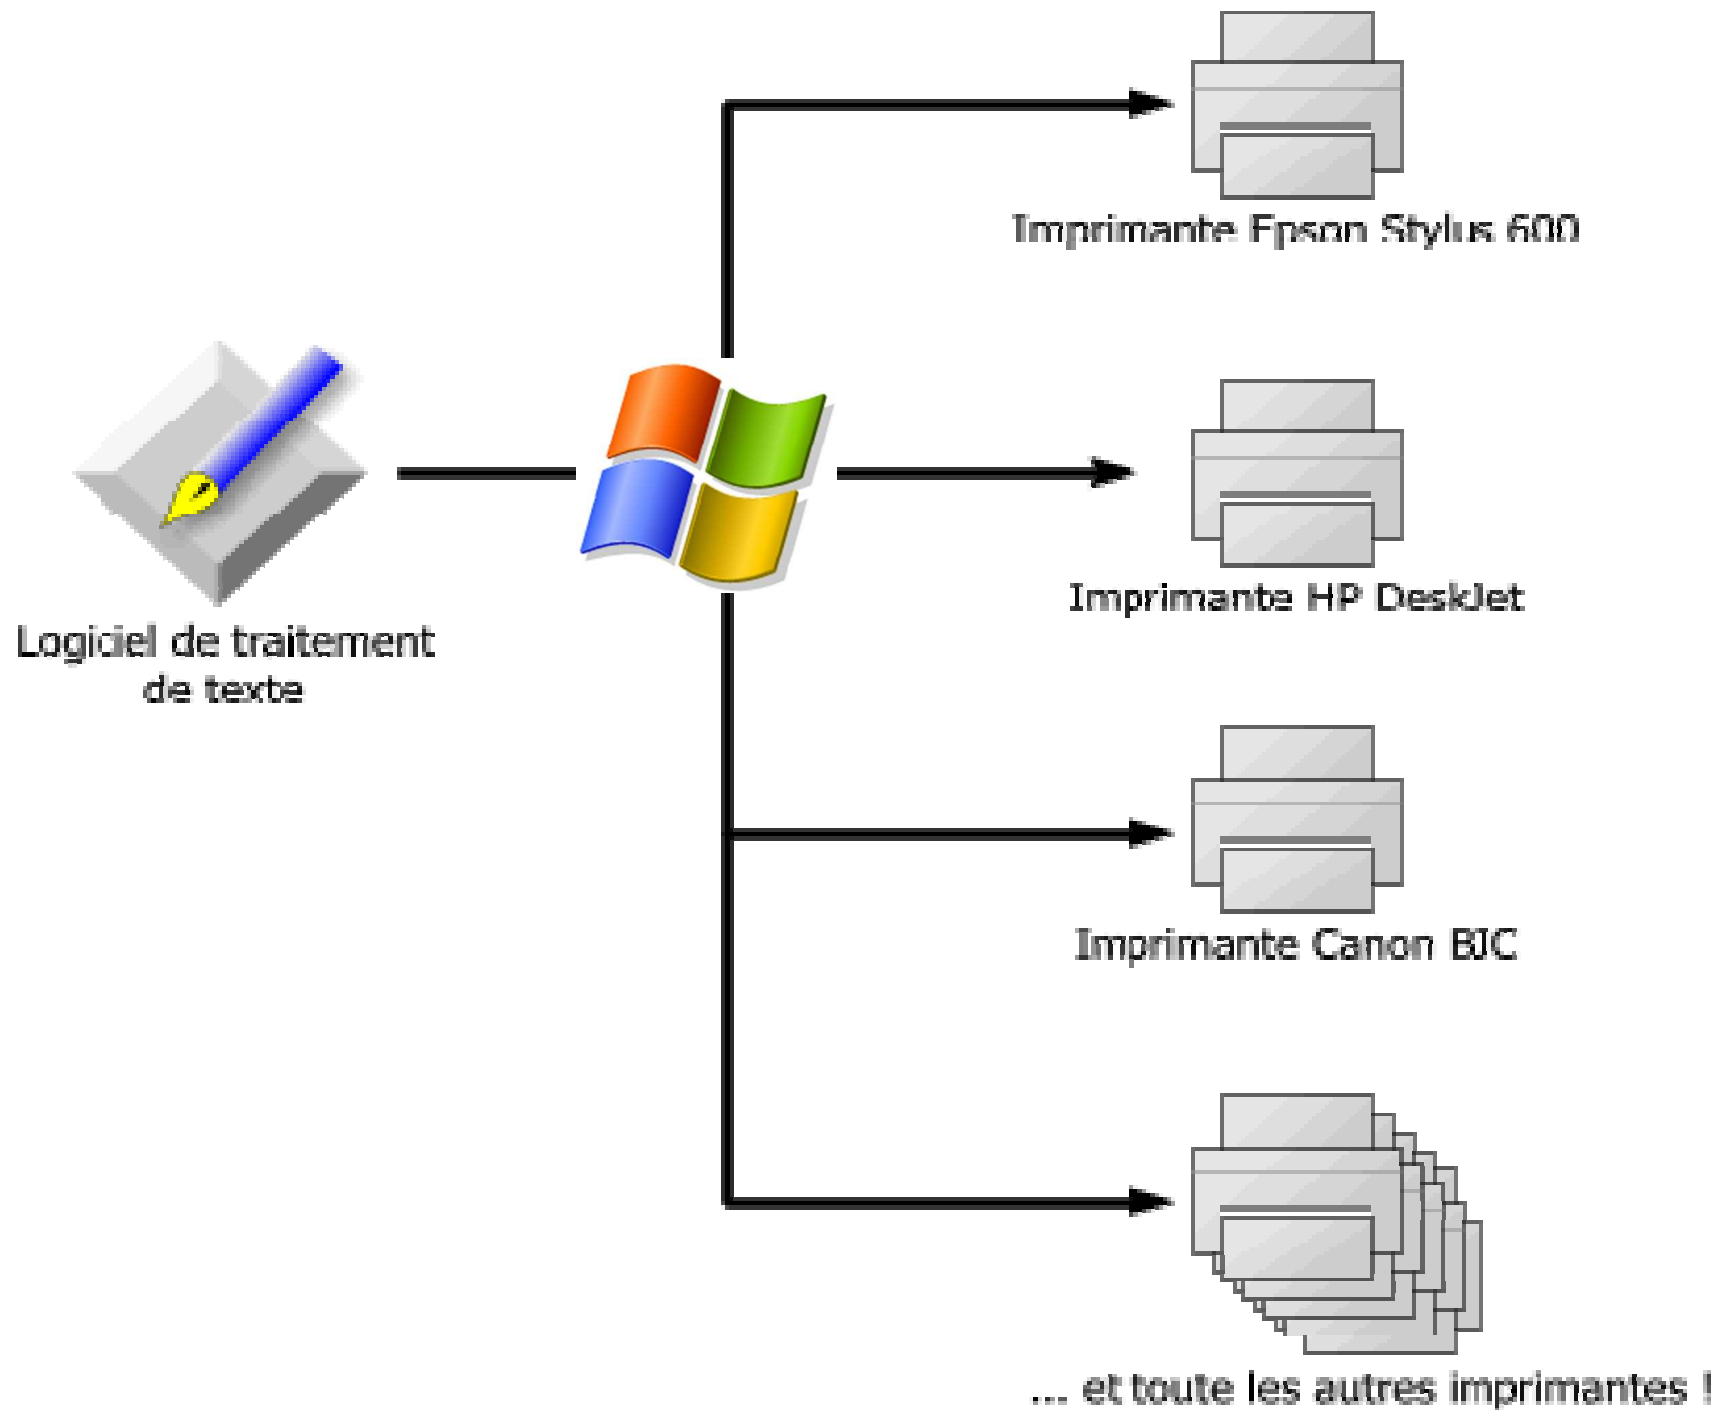 Imprimante Epson Stylus 600
Imprimante HP DeskJet
Logiciel de traitement
de texte
Imprimante Canon BIC
... et toute les autres imprimantes !